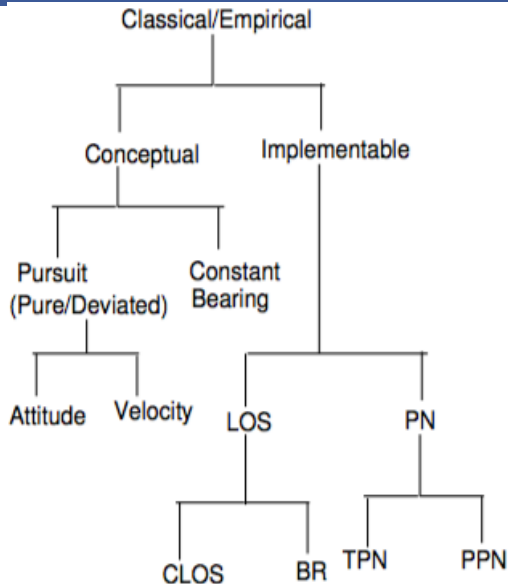 Classical/Empirical
Conceptual
Implementable
Pursuit
(Pure/Deviated)
Constant
Bearing
Attitude
Velocity
LOS
PN
CLOS
BR
TPN
PPN